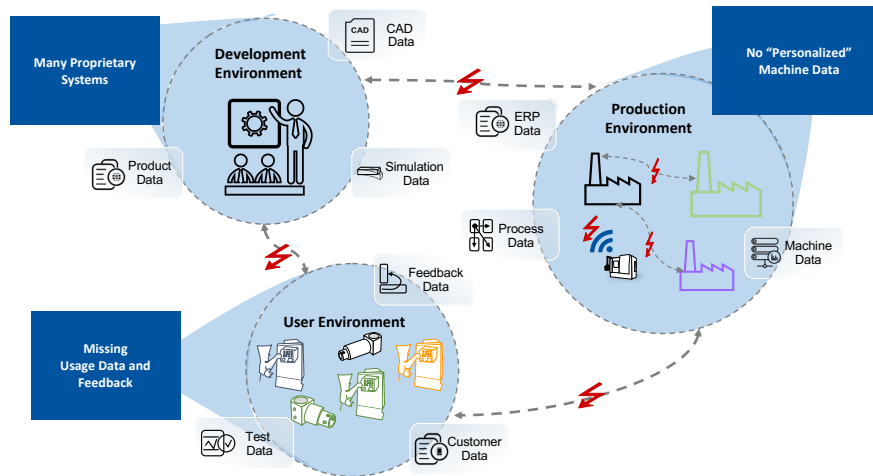 Many Proprietary
Systems
Development
Environment
CAD
CAD
Data
Product
Data
Simulation
Data
No “Personalized”
Machine Data
ERP
Data
Production
Environment
Process
Data
Machine
Data
Feedback
Data
User Environment
Missing
Usage Data and
Feedback
Test
Data
Customer
Data